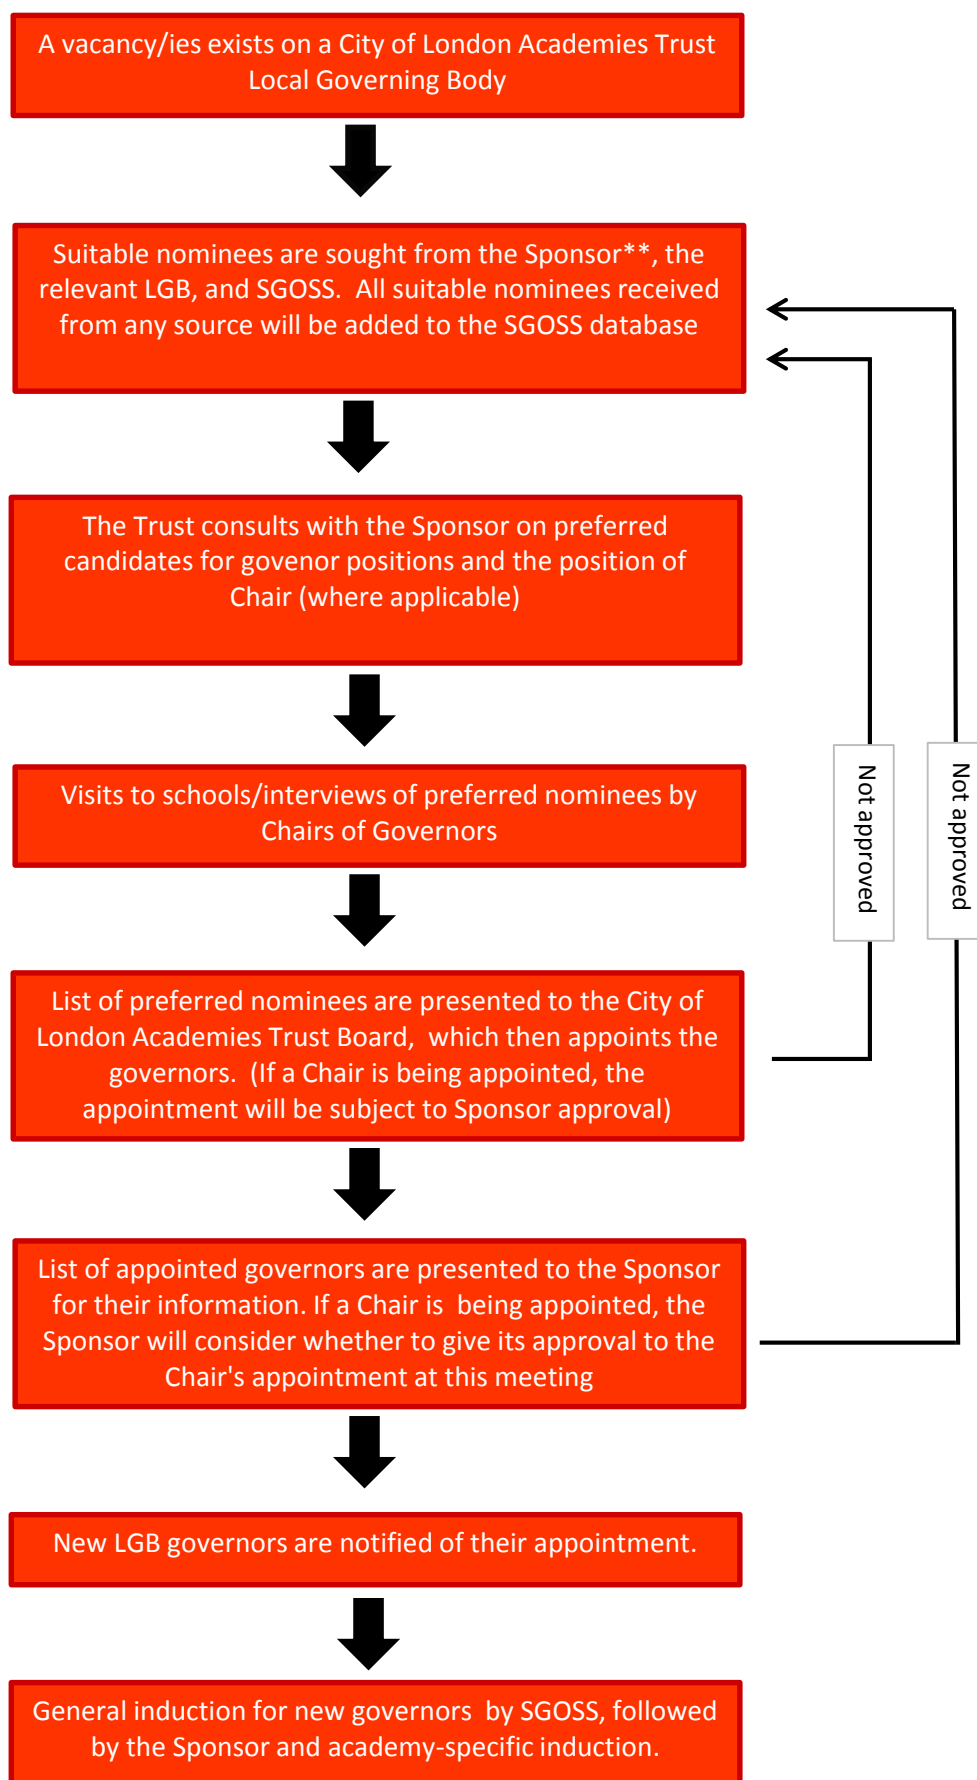 A vacancy/ies exists on a City of London Academies Trust
Local Governing Body
Suitable nominees are sought from the Sponsor**, the
relevant LGB, and SGOSS.  All suitable nominees received
from any source will be added to the SGOSS database
The Trust consults with the Sponsor on preferred
candidates for govenor positions and the position of
Chair (where applicable)
Visits to schools/interviews of preferred nominees by
Chairs of Governors
Not approved
Not approved
List of preferred nominees are presented to the City of
London Academies Trust Board,  which then appoints the
governors.  (If a Chair is being appointed, the
appointment will be subject to Sponsor approval)
List of appointed governors are presented to the Sponsor
for their information. If a Chair is  being appointed, the
Sponsor will consider whether to give its approval to the
Chair's appointment at this meeting
New LGB governors are notified of their appointment.
General induction for new governors  by SGOSS, followed
by the Sponsor and academy-specific induction.